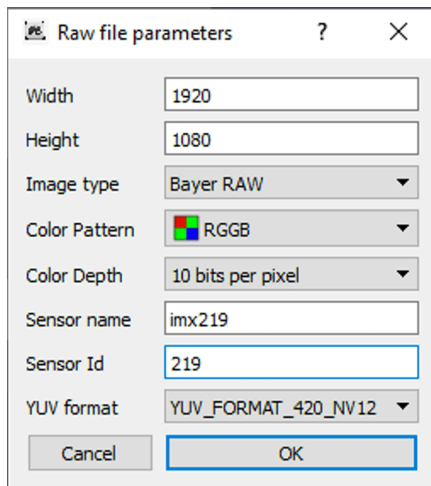 Raw file parameters ? X
Width 1920
Height 1080
Image type Bayer RAW
Color Pattern RGGB
Color Depth 10 bits per pixel
Sensor name imx219
Sensor Id 219
YUV format YUV_FORMAT_420_NV12
Cancel OK